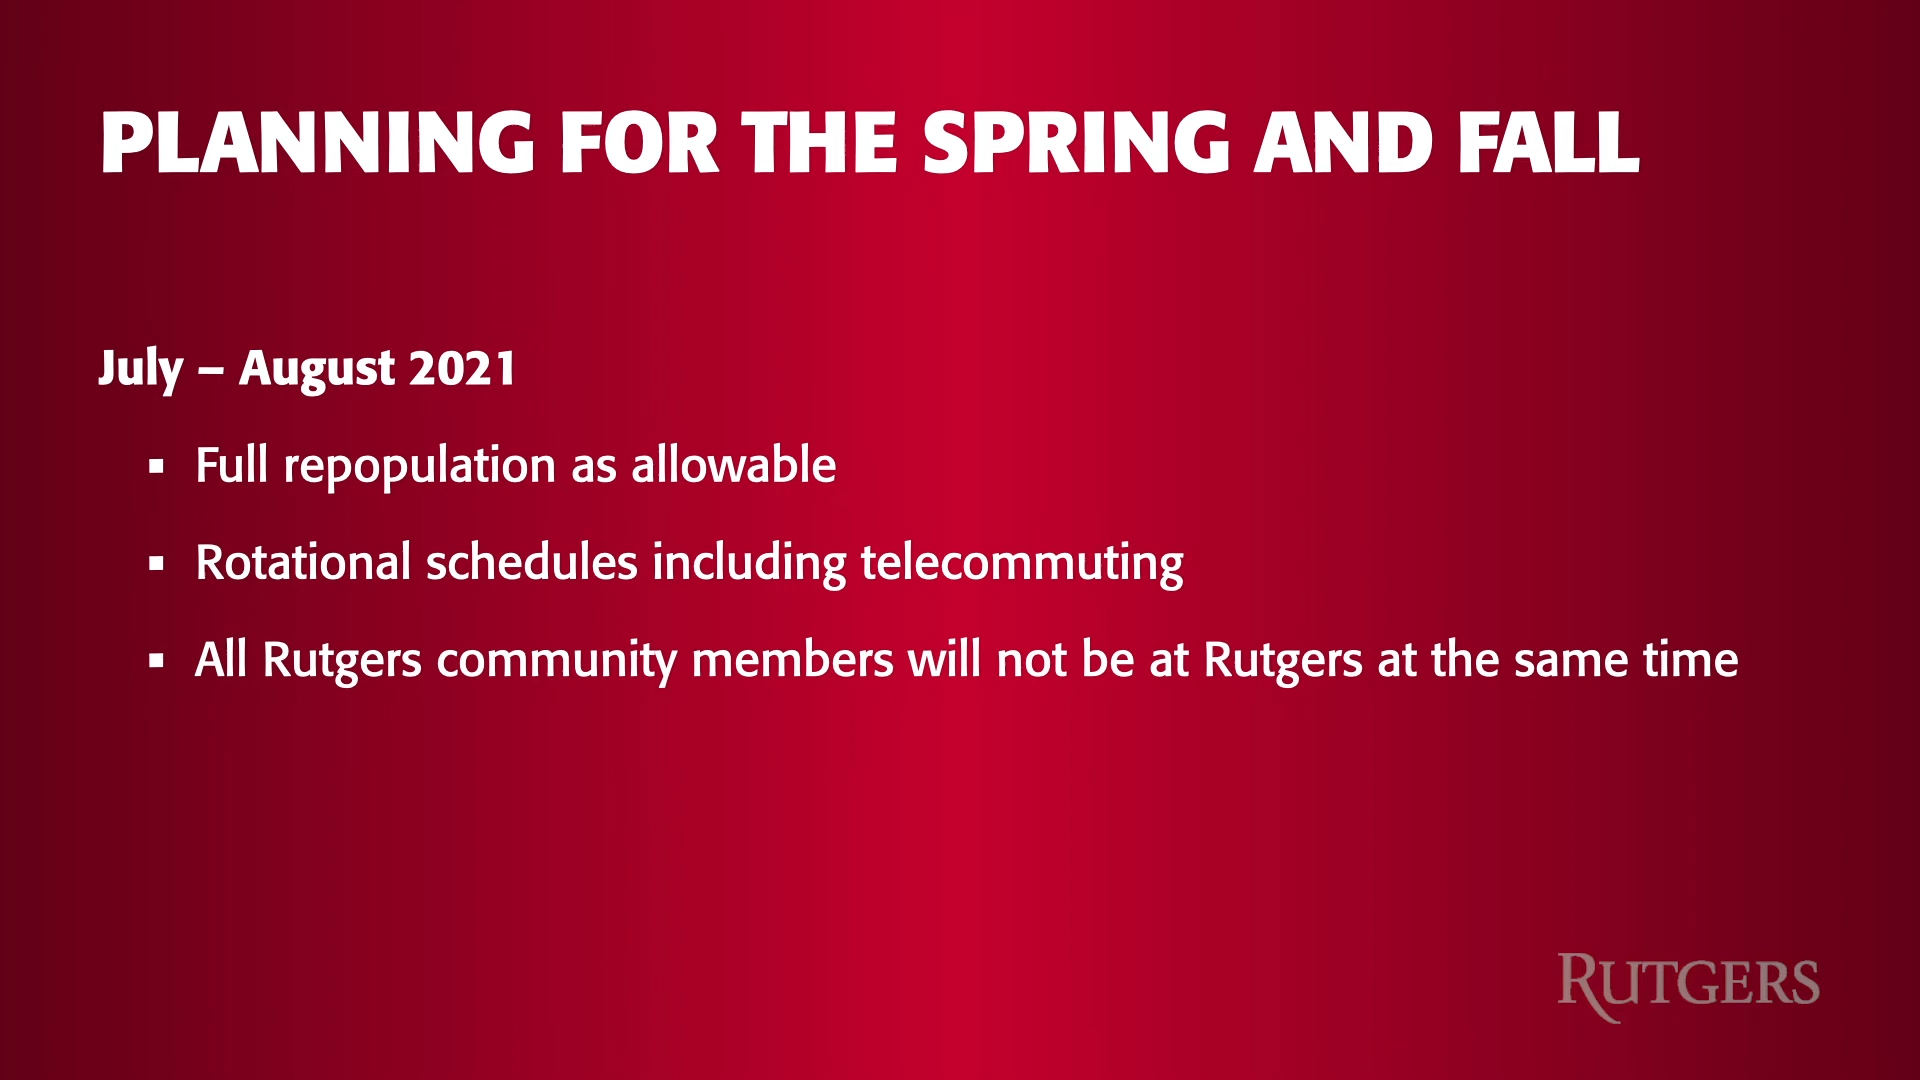 PLANNING FOR THE SPRING AND FALL
July – August 2021
▪ Full repopulation as allowable
▪ Rotational schedules including telecommuting
▪ All Rutgers community members will not be at Rutgers at the same time
RUTGERS